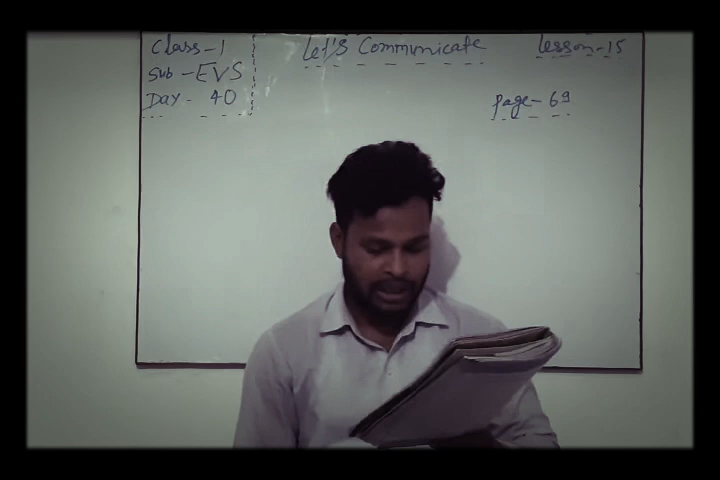 Class-1
Let's Communicate
Lesson-15
Sub - EVS
Day - 40
page- 69